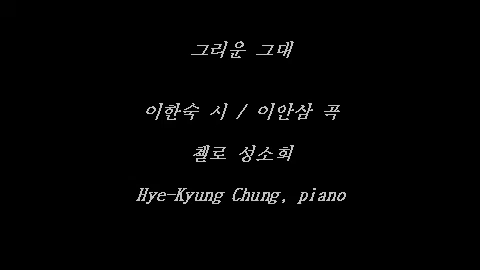 그리운 그대
이한숙 시 / 이안삼 곡
첼로 성소희
Hye-Kyung Chung, piano